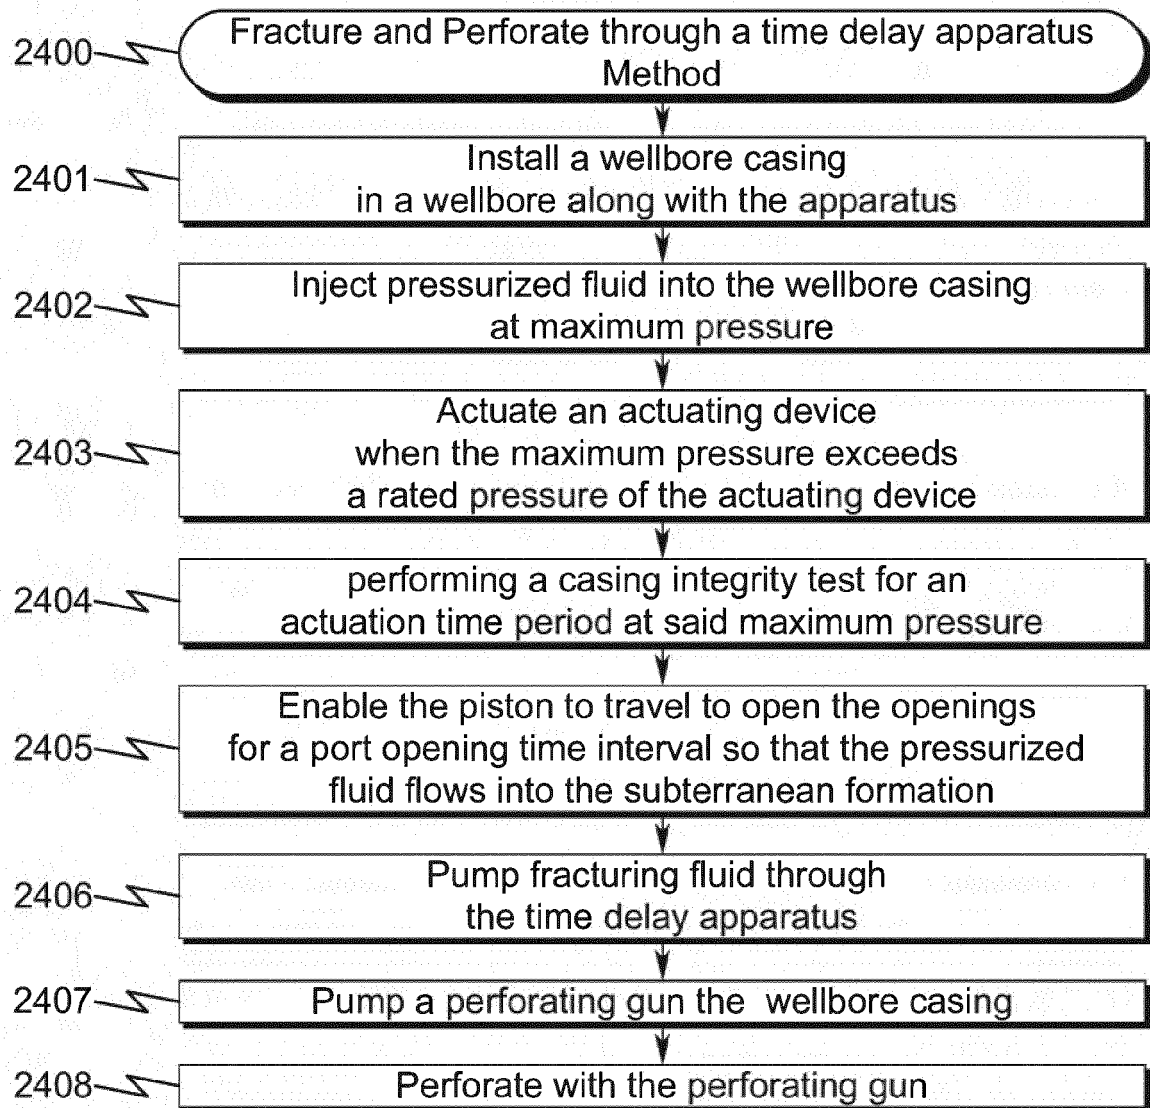 2400
Fracture and Perforate through a time delay apparatus
Method
2401
Install a wellbore casing
in a wellbore along with the apparatus
2402
Inject pressurized fluid into the wellbore casing
at maximum pressure
2403
Actuate an actuating device
when the maximum pressure exceeds
a rated pressure of the actuating device
2404
performing a casing integrity test for an
actuation time period at said maximum pressure
2405
Enable the piston to travel to open the openings
for a port opening time interval so that the pressurized
fluid flows into the subterranean formation
2406
Pump fracturing fluid through
the time delay apparatus
2407
Pump a perforating gun the wellbore casing
2408
Perforate with the perforating gun